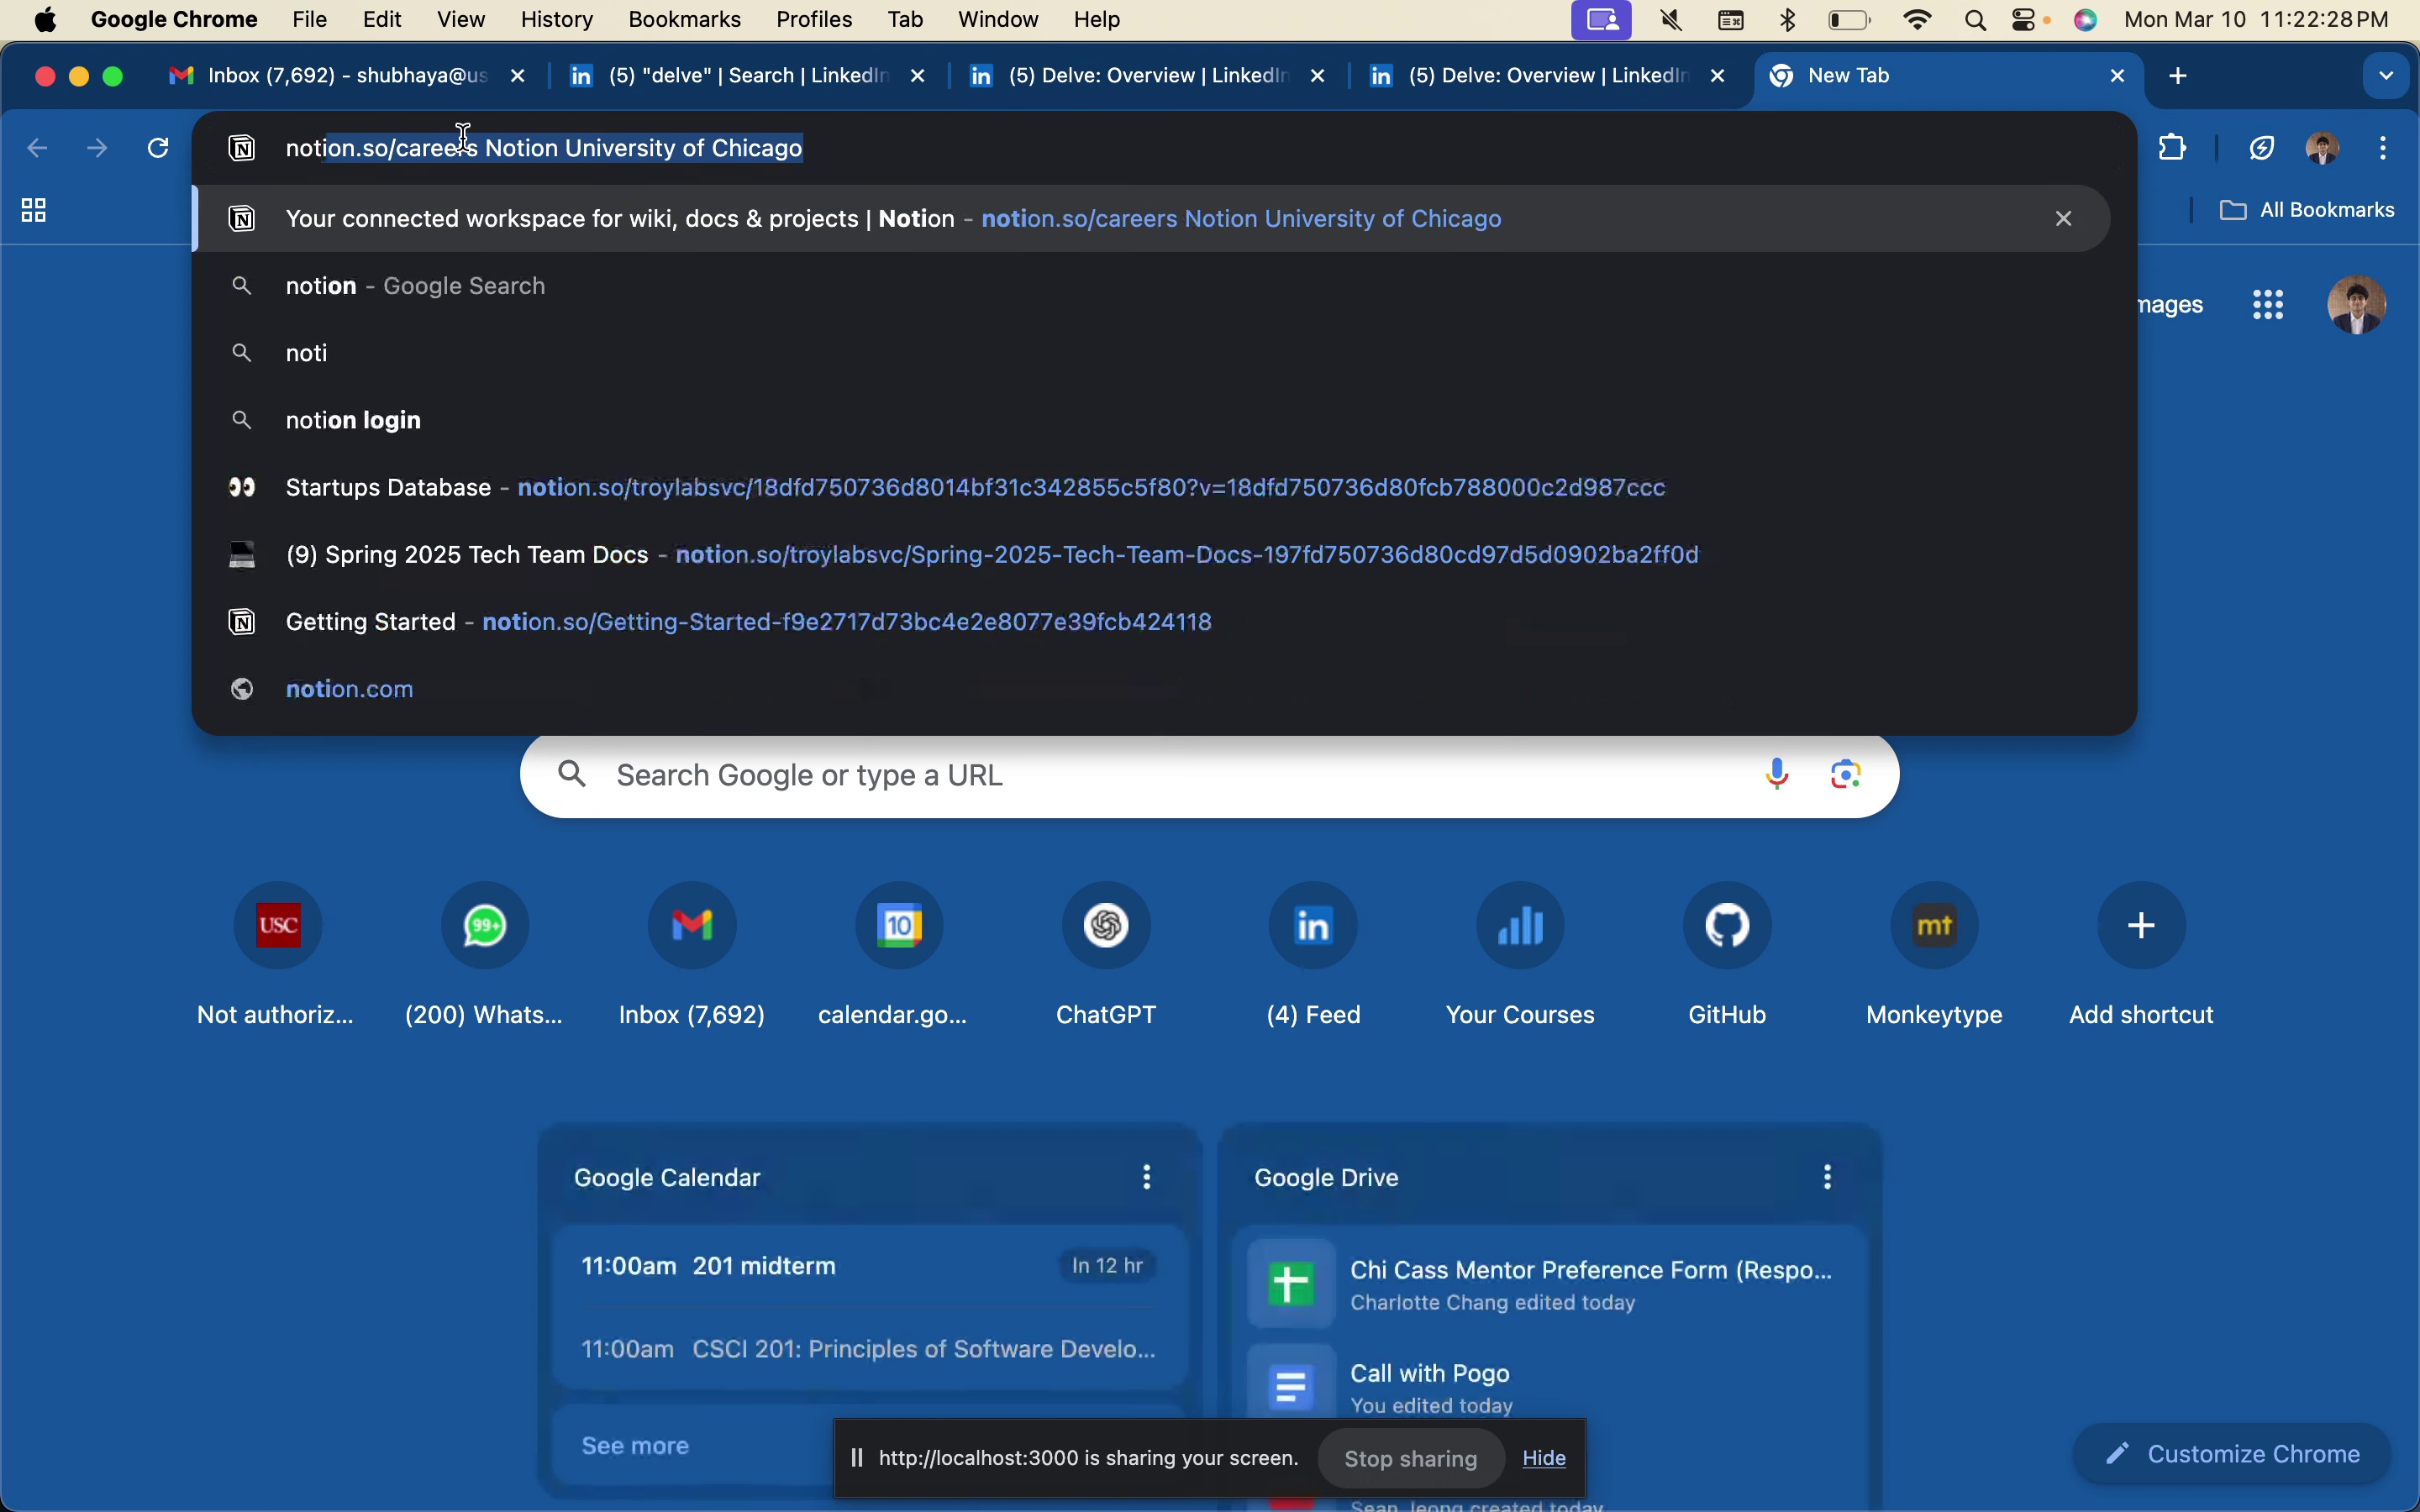 Google Chrome File Edit View History Bookmarks Profiles Tab Window Help Mon Mar 10 11:22:28 PM
Inbox (7,692) - shubhaya@us (5) "delve" | Search | LinkedIn (5) Delve: Overview | LinkedIn (5) Delve: Overview | LinkedIn New Tab
notion.so/careers Notion University of Chicago
All Bookmarks
Your connected workspace for wiki, docs & projects | Notion - notion.so/careers Notion University of Chicago
notion - Google Search
mages
noti
notion login
Startups Database - notion.so/troylabsvc/18dfd750736d8014bf31c342855c5f80?v=18dfd750736d80fcb788000c2d987ccc
(9) Spring 2025 Tech Team Docs - notion.so/troylabsvc/Spring-2025-Tech-Team-Docs-197fd750736d80cd97d5d0902ba2ff0d
Getting Started - notion.so/Getting-Started-f9e2717d73bc4e2e8077e39fcb424118
notion.com
Search Google or type a URL
USC 99+ 10 in mt
Not authoriz... (200) Whats... Inbox (7,692) calendar.go... ChatGPT (4) Feed Your Courses GitHub Monkeytype Add shortcut
Google Calendar
11:00am 201 midterm In 12 hr
11:00am CSCI 201: Principles of Software Develo...
See more
Google Drive
Chi Cass Mentor Preference Form (Respo...
Charlotte Chang edited today
Call with Pogo
You edited today
Sean Jeong created today
http://localhost:3000 is sharing your screen. Stop sharing Hide
Customize Chrome